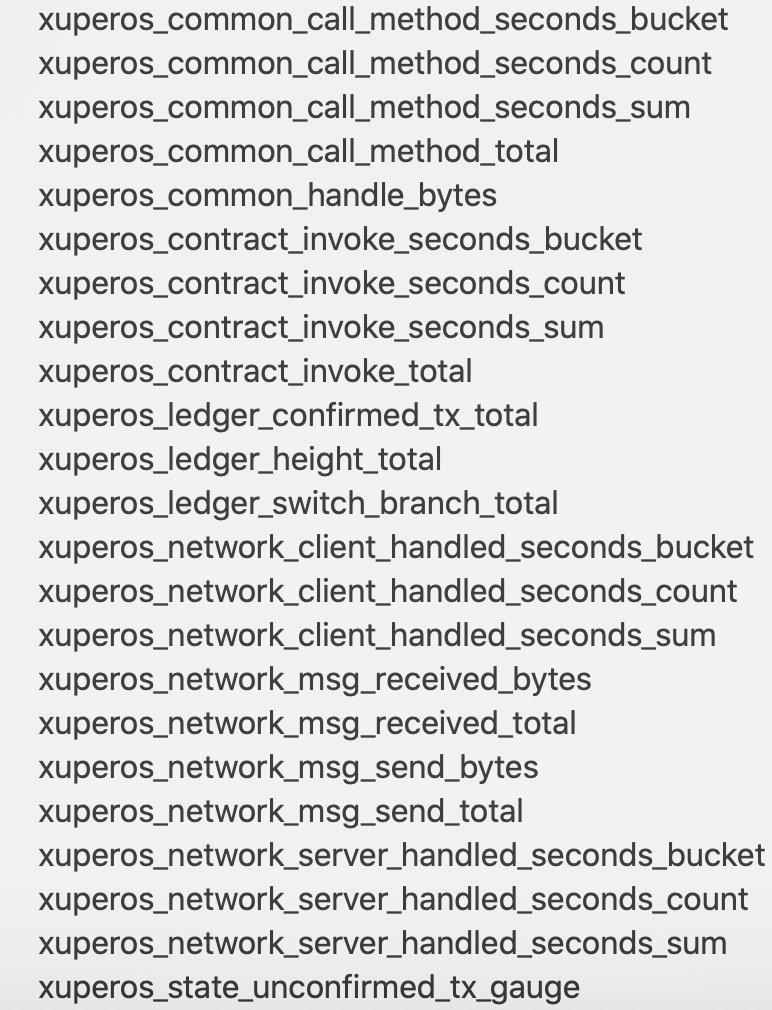 xuperos_common_call_method_seconds_bucket
xuperos_common_call_method_seconds_count
xuperos_common_call_method_seconds_sum
xuperos_common_call_method_total
xuperos_common_handle_bytes
xuperos_contract_invoke_seconds_bucket
xuperos_contract_invoke_seconds_count
xuperos_contract_invoke_seconds_sum
xuperos_contract_invoke_total
xuperos_ledger_confirmed_tx_total
xuperos_ledger_height_total
xuperos_ledger_switch_branch_total
xuperos_network_client_handled_seconds_bucket
xuperos_network_client_handled_seconds_count
xuperos_network_client_handled_seconds_sum
xuperos_network_msg_received_bytes
xuperos_network_msg_received_total
xuperos_network_msg_send_bytes
xuperos_network_msg_send_total
xuperos_network_server_handled_seconds_bucket
xuperos_network_server_handled_seconds_count
xuperos_network_server_handled_seconds_sum
xuperos_state_unconfirmed_tx_gauge